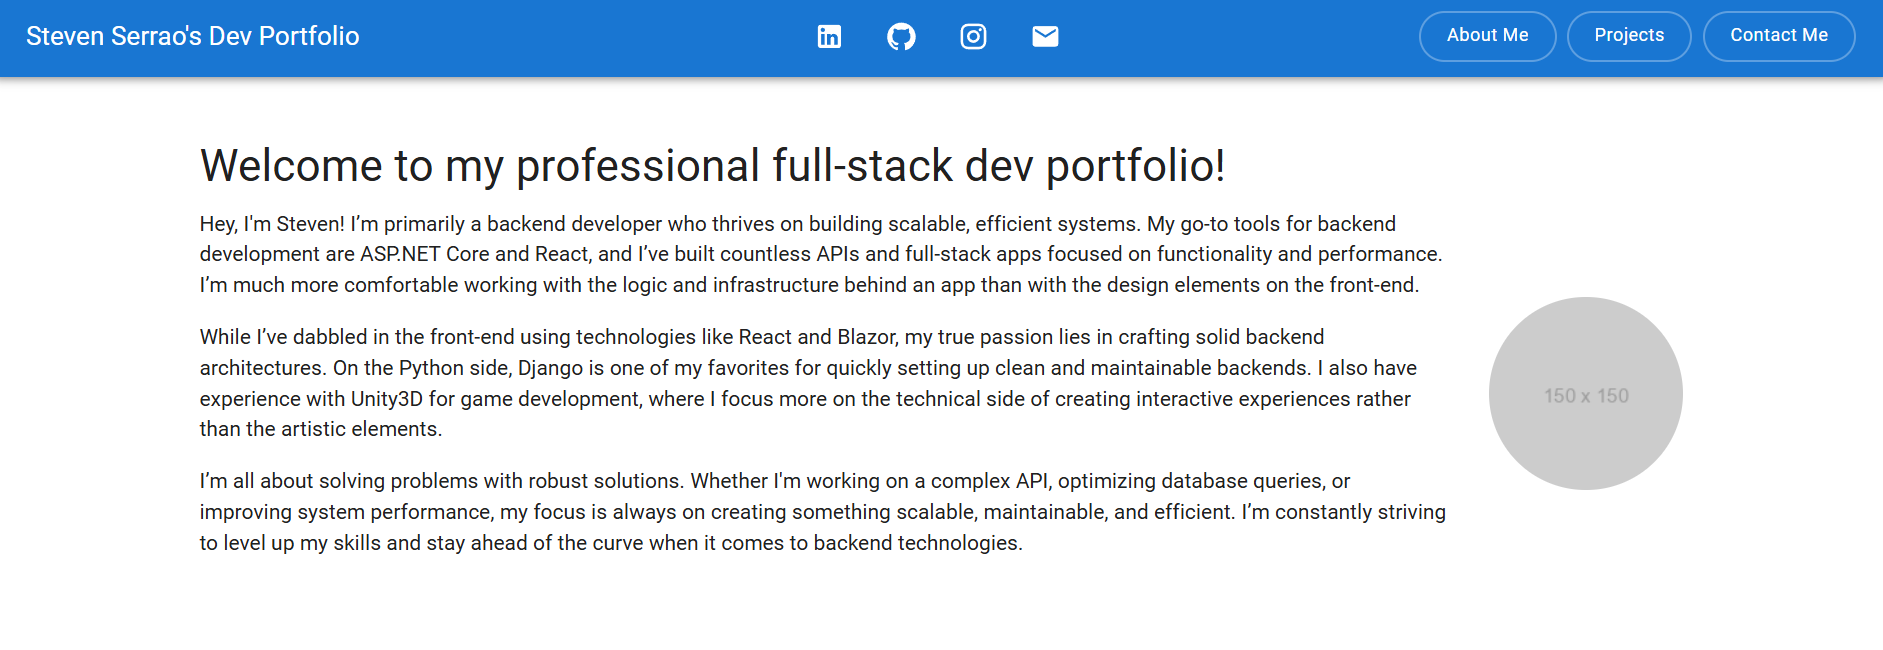 Steven Serrao's Dev Portfolio
About Me
Projects
Contact Me
Welcome to my professional full-stack dev portfolio!
Hey, I'm Steven! I’m primarily a backend developer who thrives on building scalable, efficient systems. My go-to tools for backend
development are ASP.NET Core and React, and I’ve built countless APIs and full-stack apps focused on functionality and performance.
I’m much more comfortable working with the logic and infrastructure behind an app than with the design elements on the front-end.
While I’ve dabbled in the front-end using technologies like React and Blazor, my true passion lies in crafting solid backend
architectures. On the Python side, Django is one of my favorites for quickly setting up clean and maintainable backends. I also have
experience with Unity3D for game development, where I focus more on the technical side of creating interactive experiences rather
than the artistic elements.
I’m all about solving problems with robust solutions. Whether I'm working on a complex API, optimizing database queries, or
improving system performance, my focus is always on creating something scalable, maintainable, and efficient. I’m constantly striving
to level up my skills and stay ahead of the curve when it comes to backend technologies.
150 x 150